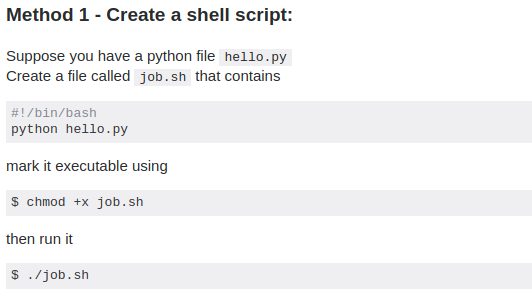 Method 1 - Create a shell script:
Suppose you have a python file hello.py
Create a file called job.sh that contains
#!/bin/bash
python hello.py
mark it executable using
$ chmod +x job.sh
then run it
$ ./job.sh